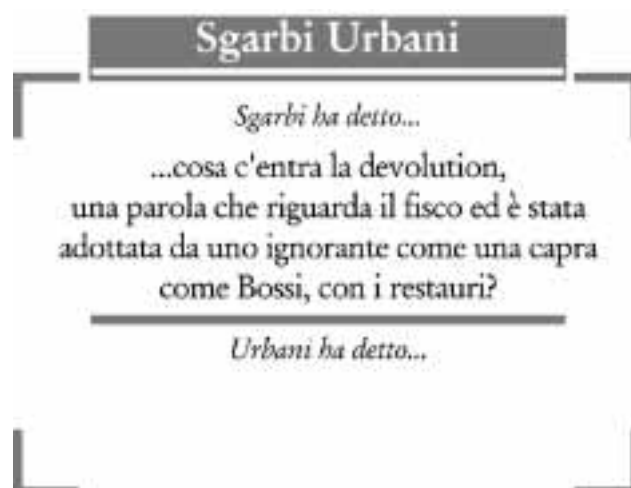 Sgarbi Urbani
Sgarbi ha detto...
...cosa c'entra la devolution,
una parola che riguarda il fisco ed è stata
adottata da uno ignorante come una capra
come Bossi, con i restauri?
Urbani ha detto...